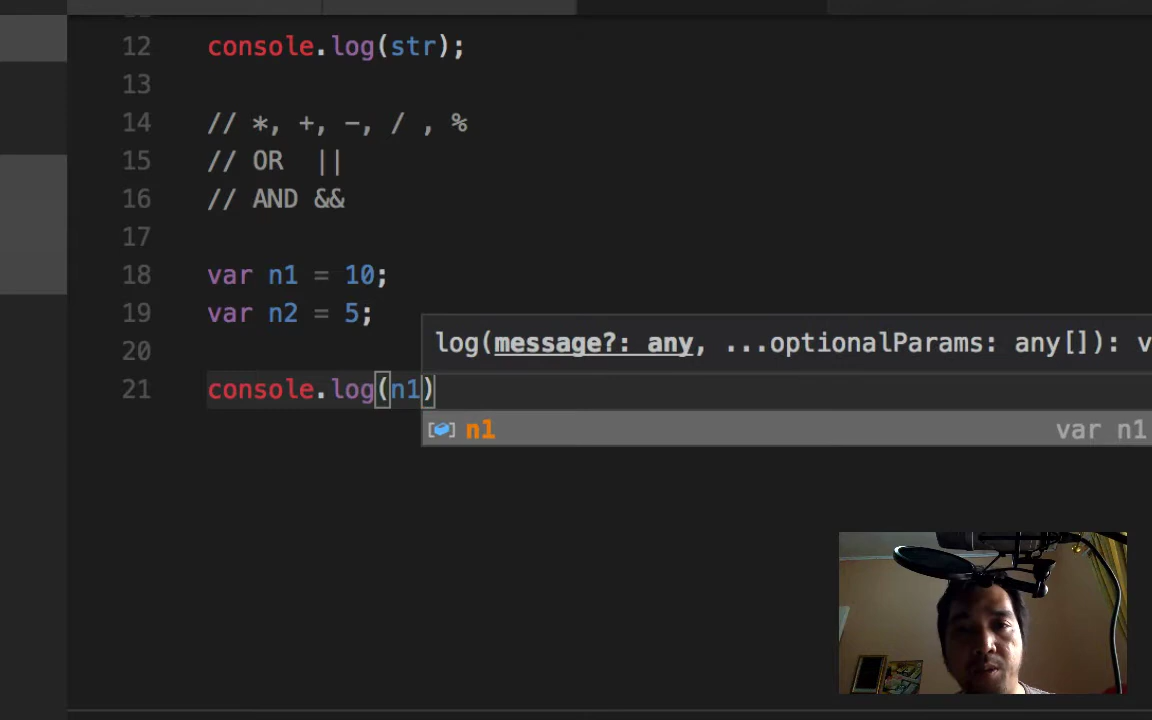 12 console.log(str);
13
14 // *, +, -, / , %
15 // OR ||
16 // AND &&
17
18 var n1 = 10;
19 var n2 = 5;
20
log(message?: any, ...optionalParams: any[]): v
21 console.log(n1)
n1 var n1